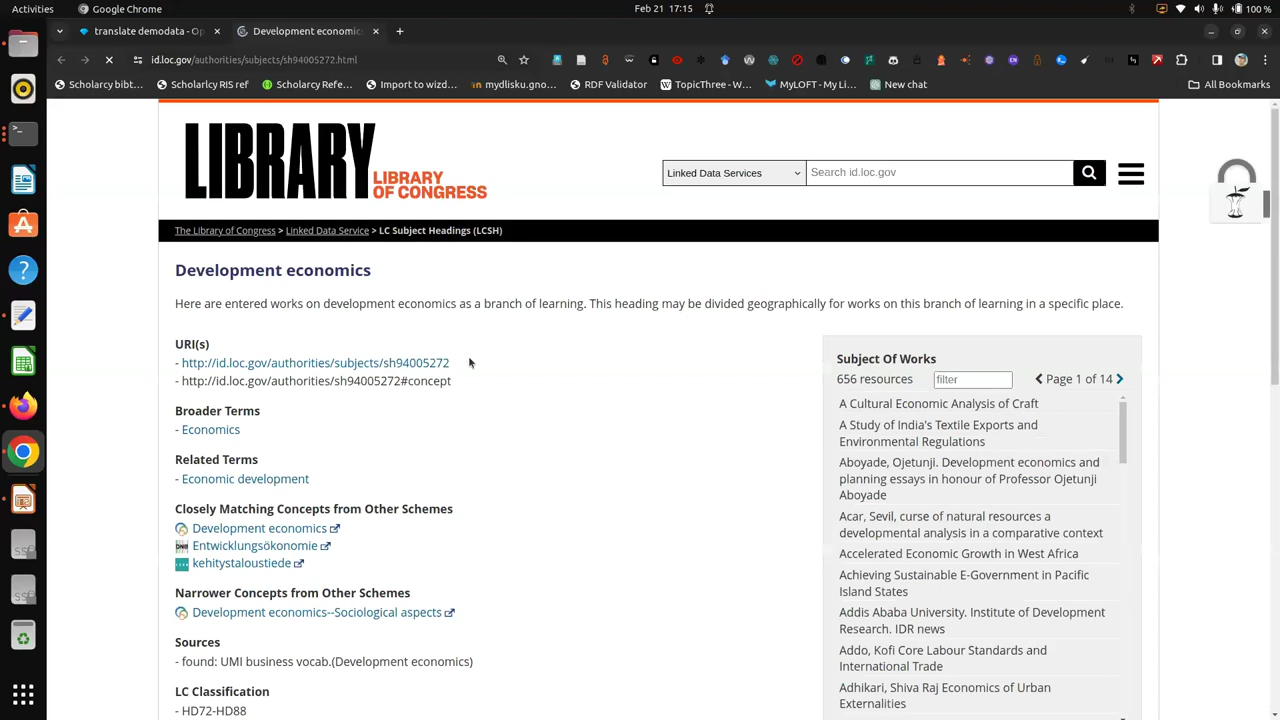 Activities
Google Chrome
Feb 21 17:15
100 %
translate demodata - Op
Development economic
id.loc.gov/authorities/subjects/sh94005272.html
Scholarcy bibt...
Scholarlcy RIS ref
Scholarcy Refe...
Import to wizd...
mydlisku.gno...
RDF Validator
TopicThree - W...
MyLOFT - My Li...
New chat
All Bookmarks
LIBRARY
LIBRARY
OF CONGRESS
Linked Data Services
Search id.loc.gov
The Library of Congress > Linked Data Service > LC Subject Headings (LCSH)
Development economics
Here are entered works on development economics as a branch of learning. This heading may be divided geographically for works on this branch of learning in a specific place.
URI(s)
- http://id.loc.gov/authorities/subjects/sh94005272
- http://id.loc.gov/authorities/sh94005272#concept
Broader Terms
- Economics
Related Terms
- Economic development
Closely Matching Concepts from Other Schemes
Development economics
Entwicklungsökonomie
kehitystaloustiede
Narrower Concepts from Other Schemes
Development economics--Sociological aspects
Sources
- found: UMI business vocab.(Development economics)
LC Classification
- HD72-HD88
Subject Of Works
656 resources
filter
Page 1 of 14
A Cultural Economic Analysis of Craft
A Study of India's Textile Exports and
Environmental Regulations
Aboyade, Ojetunji. Development economics and
planning essays in honour of Professor Ojetunji
Aboyade
Acar, Sevil, curse of natural resources a
developmental analysis in a comparative context
Accelerated Economic Growth in West Africa
Achieving Sustainable E-Government in Pacific
Island States
Addis Ababa University. Institute of Development
Research. IDR news
Addo, Kofi Core Labour Standards and
International Trade
Adhikari, Shiva Raj Economics of Urban
Externalities